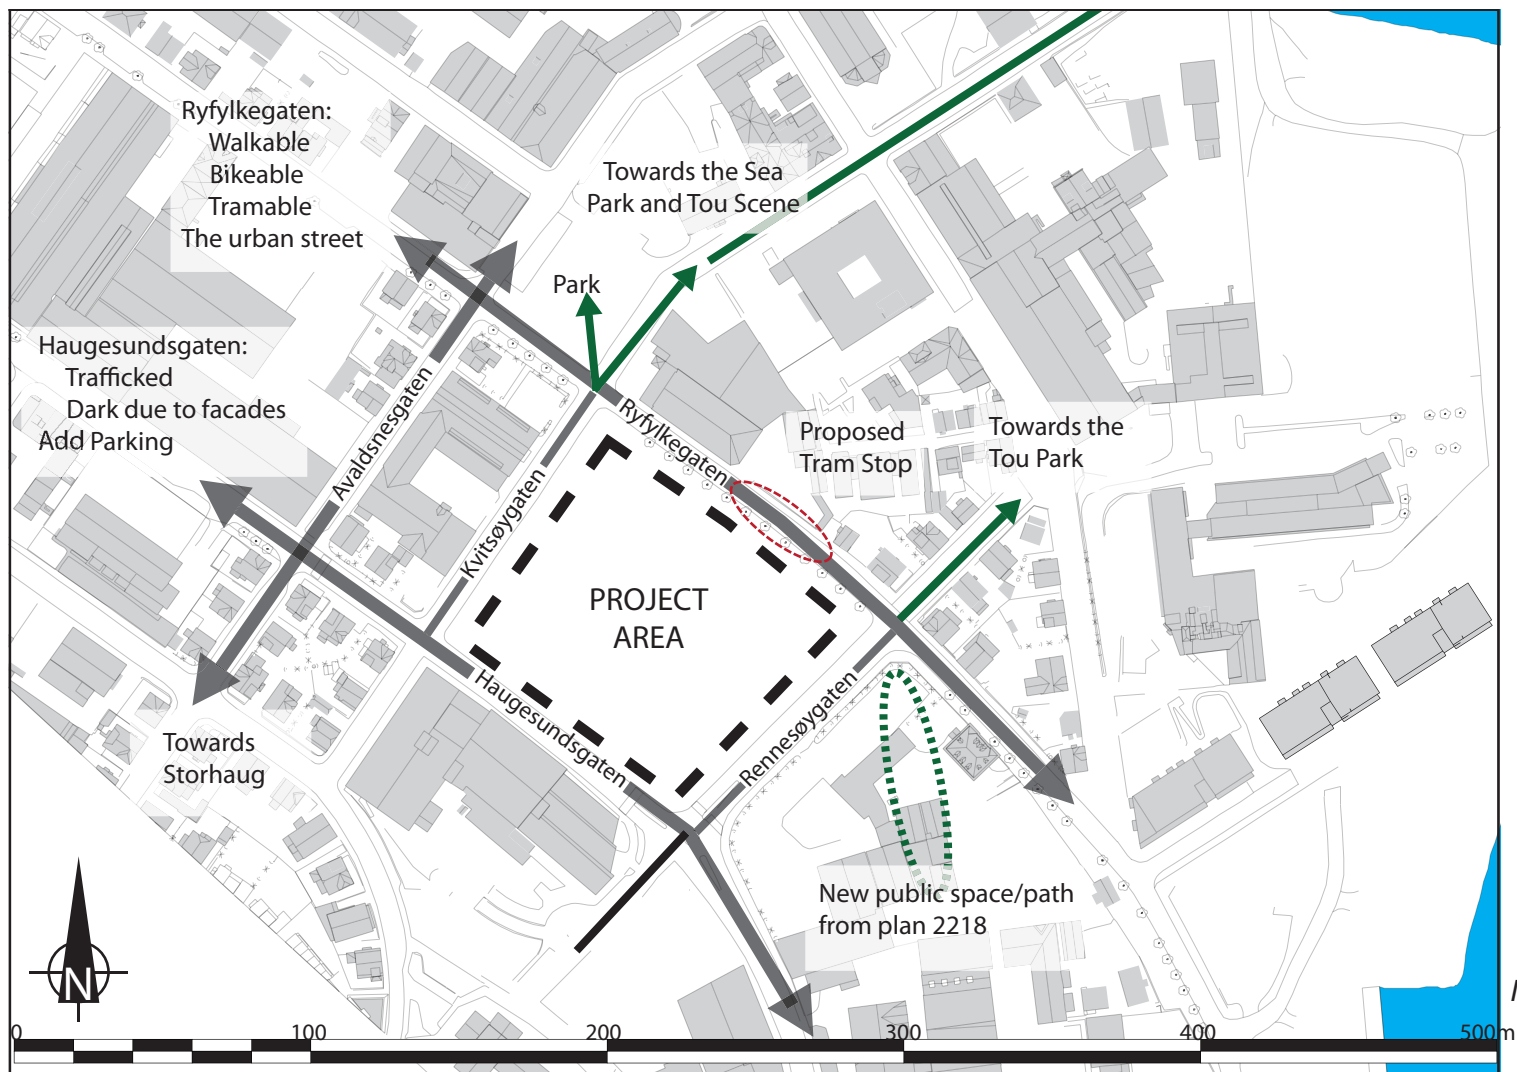 Ryfylkegaten:
Walkable
Bikeable
Tramable
The urban street
Towards the Sea
Park and Tou Scene
Park
Haugesundsgaten:
Trafficked
Dark due to facades
Add Parking
Avaldsnesgaten
Kvitsøygaten
Ryfylkegaten
Proposed
Tram Stop
Towards the
Tou Park
PROJECT
AREA
Haugesundsgaten
Rennesøygaten
Towards
Storhaug
New public space/path
from plan 2218
N
0
100
200
300
400
500m